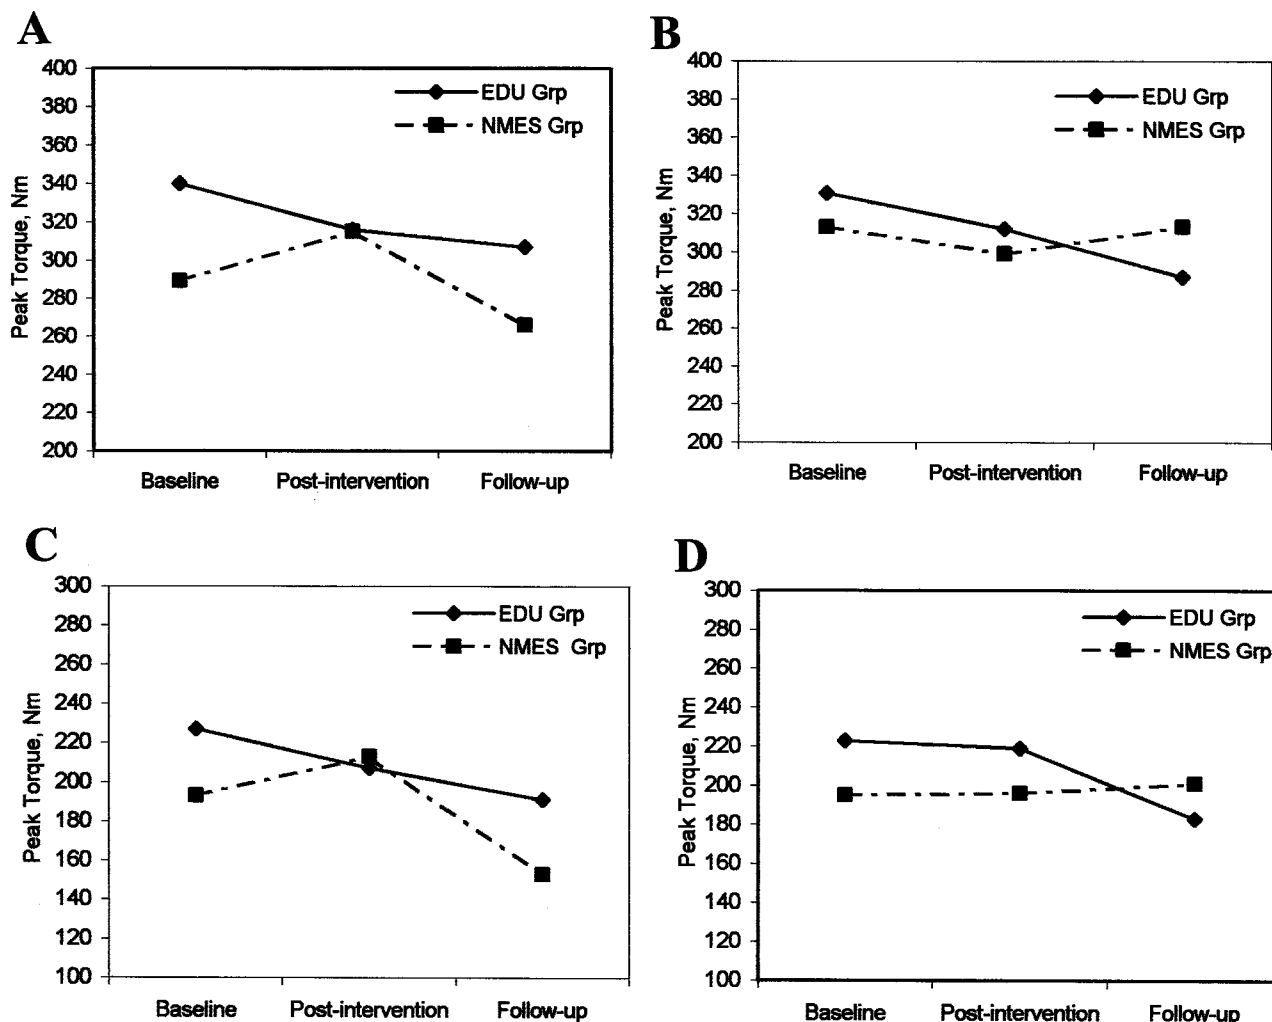 A
400
380
360
340
320
300
280
260
240
220
200
Peak Torque, Nm
EDU Grp
NMES Grp
Baseline Post-intervention Follow-up
B
400
380
360
340
320
300
280
260
240
220
200
Peak Torque, Nm
EDU Grp
NMES Grp
Baseline Post-intervention Follow-up
C
300
280
260
240
220
200
180
160
140
120
100
Peak Torque, Nm
EDU Grp
NMES Grp
Baseline Post-intervention Follow-up
D
300
280
260
240
220
200
180
160
140
120
100
Peak Torque, Nm
EDU Grp
NMES Grp
Baseline Post-intervention Follow-up